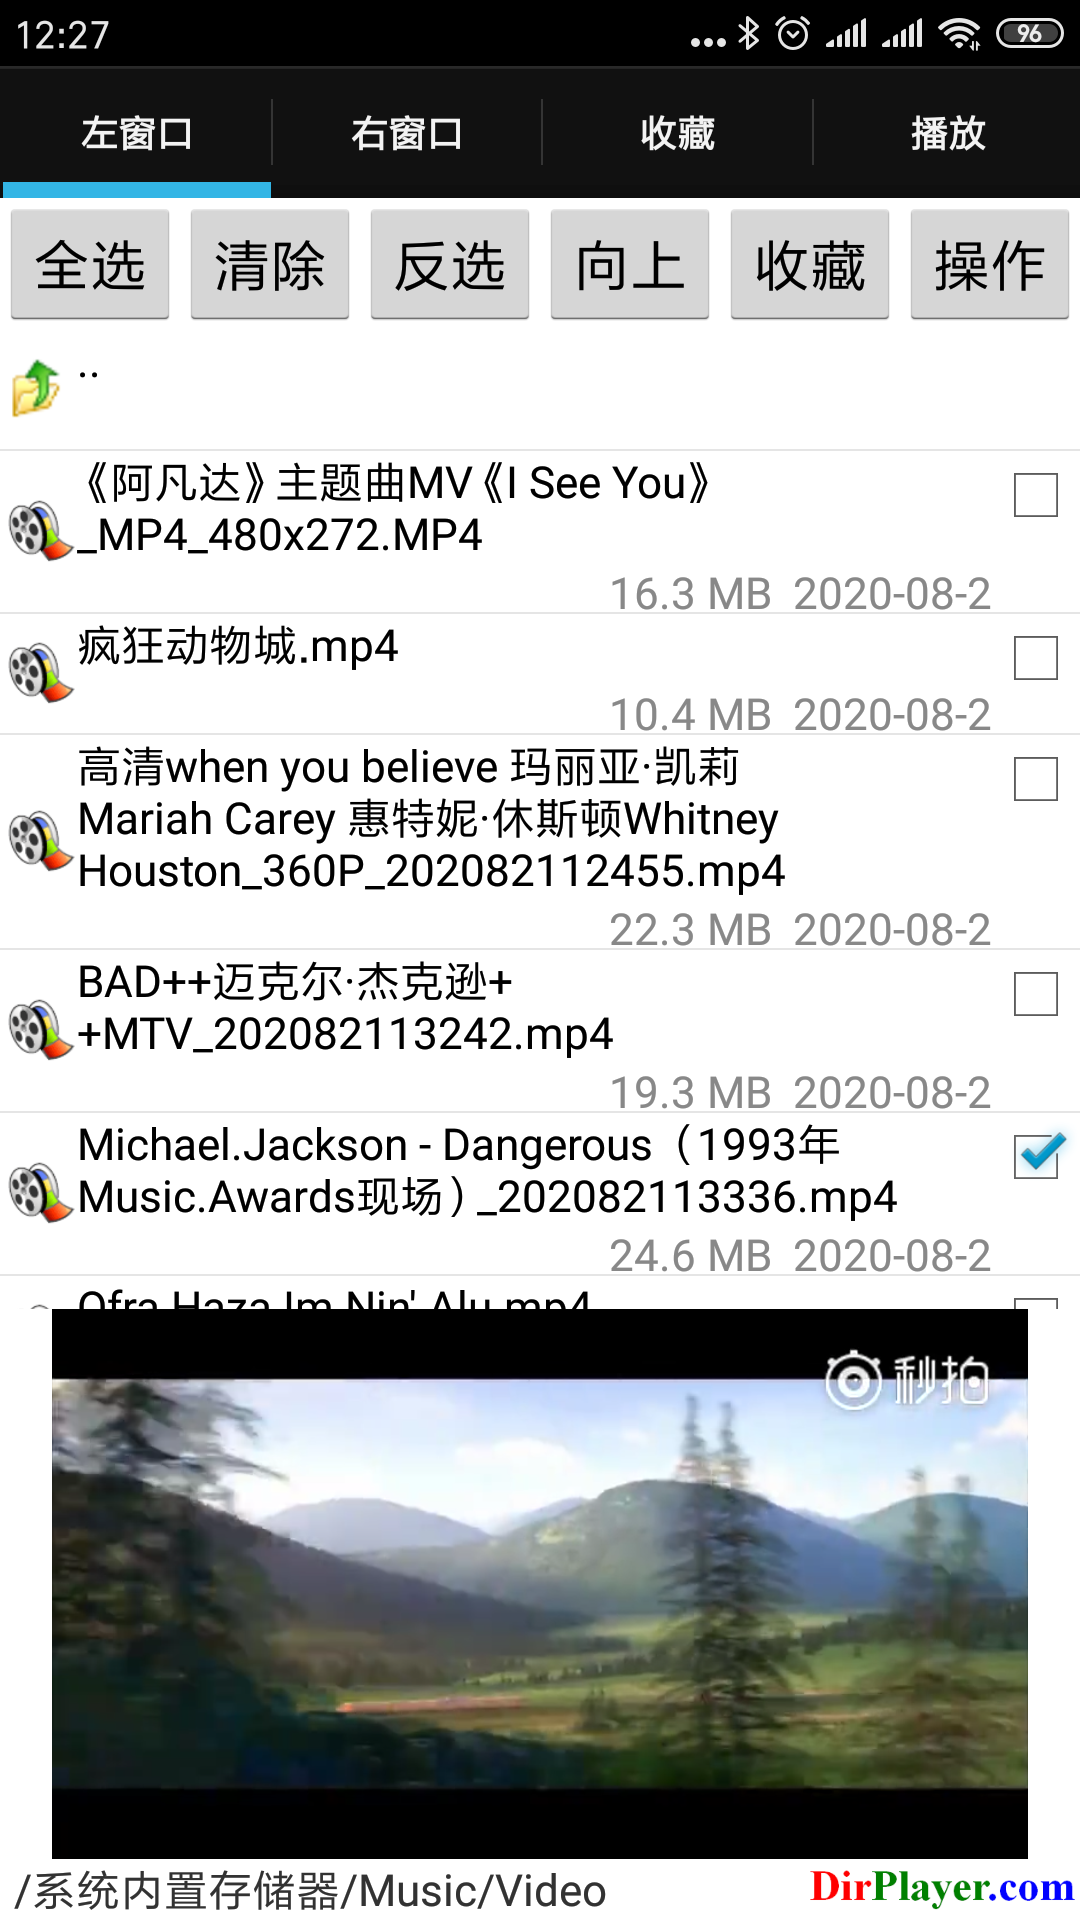 12:27
96
左窗口 右窗口 收藏 播放
全选 清除 反选 向上 收藏 操作
..
《阿凡达》主题曲MV《I See You》
_MP4_480x272.MP4
16.3 MB 2020-08-2
疯狂动物城.mp4
10.4 MB 2020-08-2
高清when you believe 玛丽亚·凯莉
Mariah Carey 惠特妮·休斯顿Whitney
Houston_360P_202082112455.mp4
22.3 MB 2020-08-2
BAD++迈克尔·杰克逊+
+MTV_202082113242.mp4
19.3 MB 2020-08-2
Michael.Jackson - Dangerous（1993年
Music.Awards现场）_202082113336.mp4
24.6 MB 2020-08-2
Ofra Haza Im Nin' Alu.mp4
秒拍
/系统内置存储器/Music/Video
DirPlayer.com